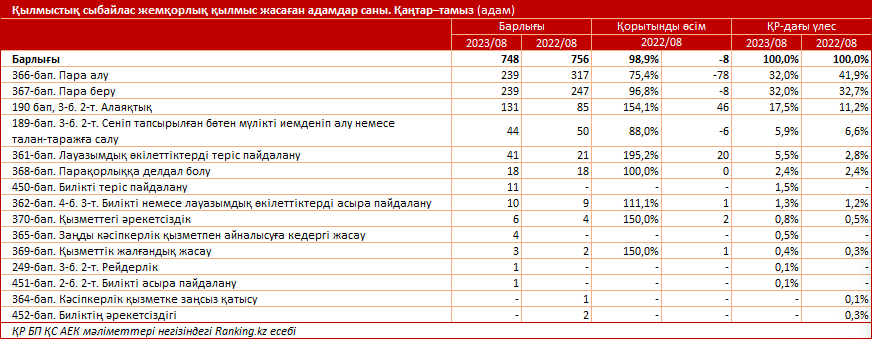 Қылмыстық сыбайлас жемқорлық қылмыс жасаған адамдар саны. Қаңтар–тамыз (адам)
Барлығы Қорытынды өсім ҚР-дағы үлес
2023/08 2022/08 2022/08 2023/08 2022/08
Барлығы 748 756 98,9% -8 100,0% 100,0%
366-бап. Пара алу 239 317 75,4% -78 32,0% 41,9%
367-бап. Пара беру 239 247 96,8% -8 32,0% 32,7%
190 бап, 3-б. 2-т. Алаяқтық 131 85 154,1% 46 17,5% 11,2%
189-бап. 3-б. 2-т. Сеніп тапсырылған бөтен мүлікті иемденіп алу немесе
талан-таражға салу 44 50 88,0% -6 5,9% 6,6%
361-бап. Лауазымдық өкілеттіктерді теріс пайдалану 41 21 195,2% 20 5,5% 2,8%
368-бап. Парақорлыққа делдал болу 18 18 100,0% 0 2,4% 2,4%
450-бап. Билікті теріс пайдалану 11 - - - 1,5% -
362-бап. 4-б. 3-т. Билікті немесе лауазымдық өкілеттіктерді асыра пайдалану 10 9 111,1% 1 1,3% 1,2%
370-бап. Қызметтегі әрекетсіздік 6 4 150,0% 2 0,8% 0,5%
365-бап. Заңды кәсіпкерлік қызметпен айналысуға кедергі жасау 4 - - - 0,5% -
369-бап. Қызметтік жалғандық жасау 3 2 150,0% 1 0,4% 0,3%
249-бап. 3-б. 2-т. Рейдерлік 1 - - - 0,1% -
451-бап. 2-б. 2-т. Билікті асыра пайдалану 1 - - - 0,1% -
364-бап. Кәсіпкерлік қызметке заңсыз қатысу - 1 - - - 0,1%
452-бап. Биліктің әрекетсіздігі - 2 - - - 0,3%
ҚР БП ҚС АЕК мәліметтері негізіндегі Ranking.kz есебі